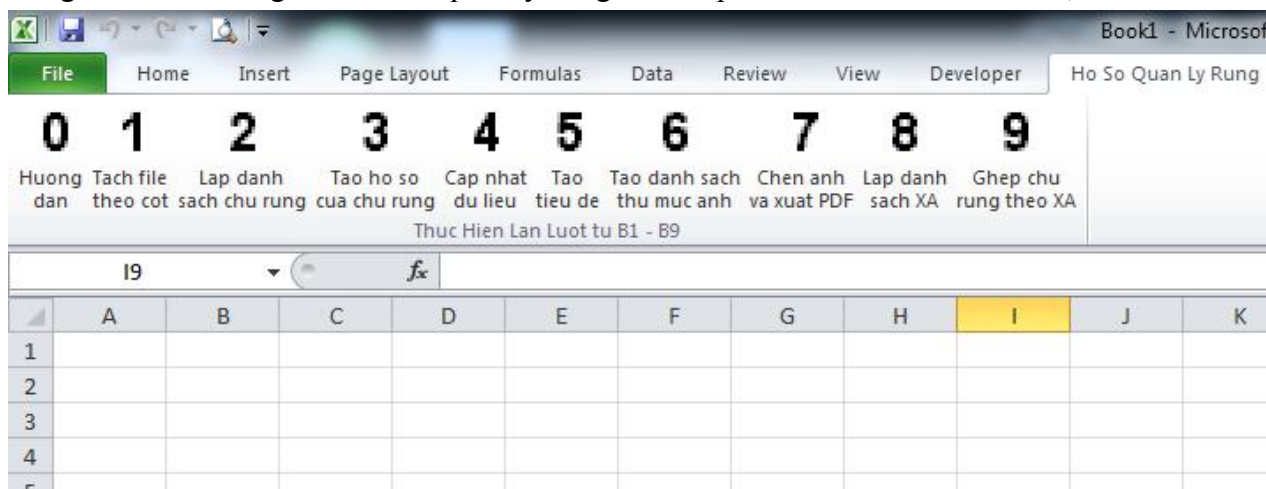 Book1 - Microsof
File Home Insert Page Layout Formulas Data Review View Developer Ho So Quan Ly Rung
0 1 2 3 4 5 6 7 8 9
Huong Tach file Lap danh Tao ho so Cap nhat Tao Tao danh sach Chen anh Lap danh Ghep chu
dan theo cot sach chu rung cua chu rung du lieu tieu de thu muc anh va xuat PDF sach XA rung theo XA
Thuc Hien Lan Luot tu B1 - B9
I9 fx
A B C D E F G H I J K
1
2
3
4